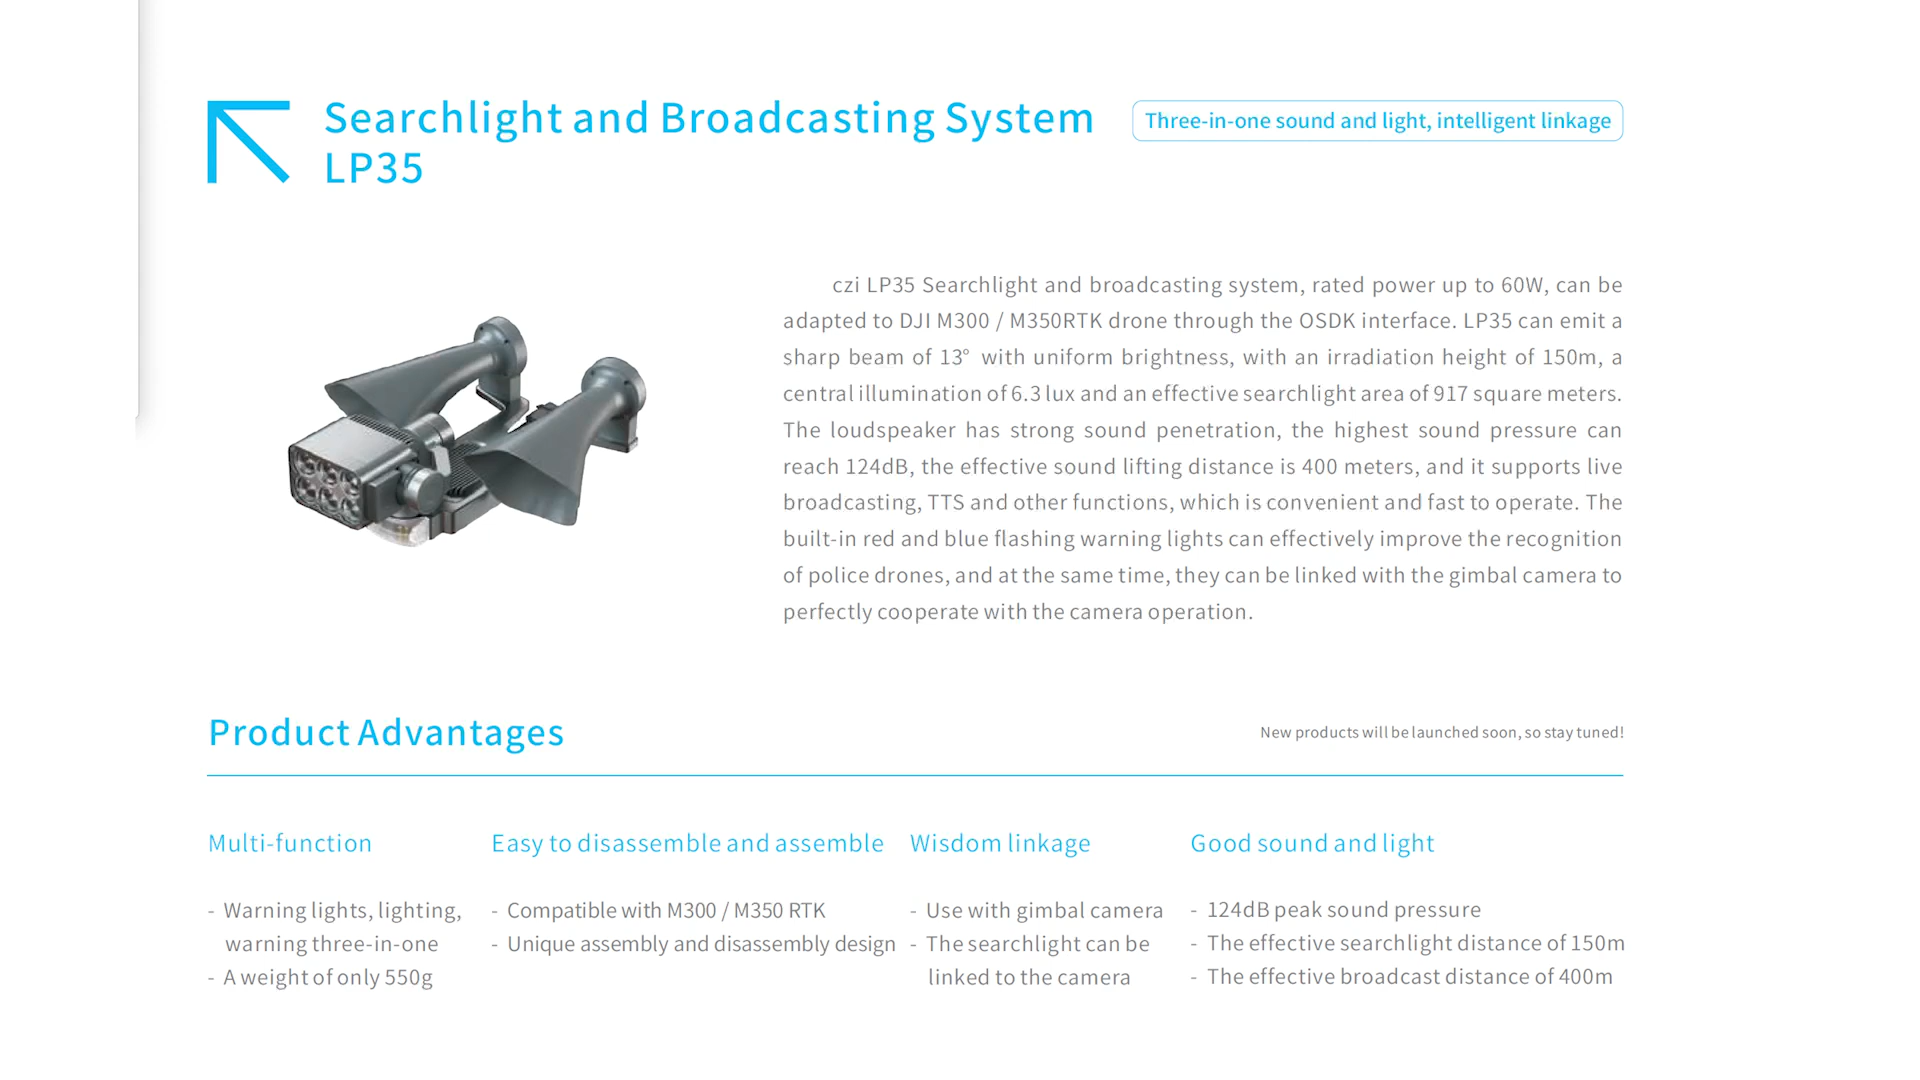 Searchlight and Broadcasting System
LP35
Three-in-one sound and light, intelligent linkage
czi LP35 Searchlight and broadcasting system, rated power up to 60W, can be
adapted to DJI M300 / M350RTK drone through the OSDK interface. LP35 can emit a
sharp beam of 13° with uniform brightness, with an irradiation height of 150m, a
central illumination of 6.3 lux and an effective searchlight area of 917 square meters.
The loudspeaker has strong sound penetration, the highest sound pressure can
reach 124dB, the effective sound lifting distance is 400 meters, and it supports live
broadcasting, TTS and other functions, which is convenient and fast to operate. The
built-in red and blue flashing warning lights can effectively improve the recognition
of police drones, and at the same time, they can be linked with the gimbal camera to
perfectly cooperate with the camera operation.
Product Advantages
New products will be launched soon, so stay tuned!
Multi-function
- Warning lights, lighting,
warning three-in-one
- A weight of only 550g
Easy to disassemble and assemble
- Compatible with M300 / M350 RTK
- Unique assembly and disassembly design
Wisdom linkage
- Use with gimbal camera
- The searchlight can be
linked to the camera
Good sound and light
- 124dB peak sound pressure
- The effective searchlight distance of 150m
- The effective broadcast distance of 400m